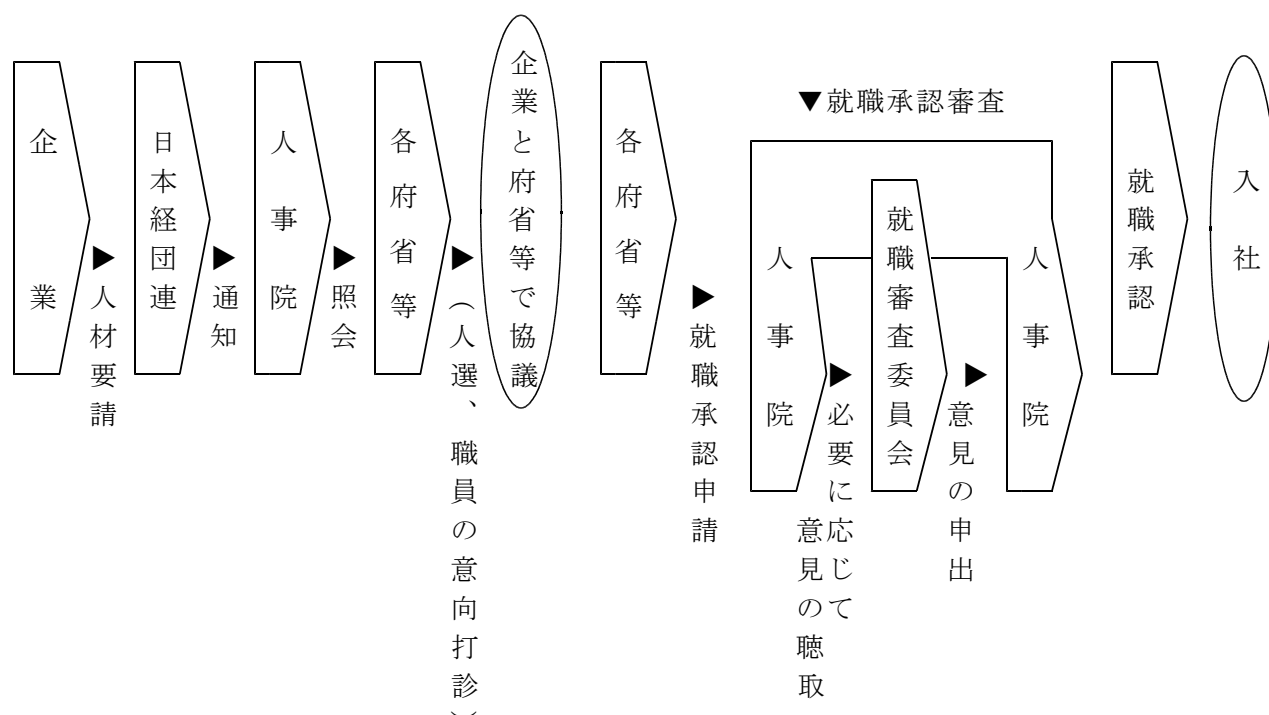 企業
▶人材要請
日本経団連
▶通知
人事院
▶照会
各府省等
▶（人選、職員の意向打診）
企業と府省等で協議
各府省等
▶就職承認申請
▼就職承認審査
人事院
▶必要に応じて
意見の聴取
就職審査委員会
▶意見の申出
人事院
就職承認
入社